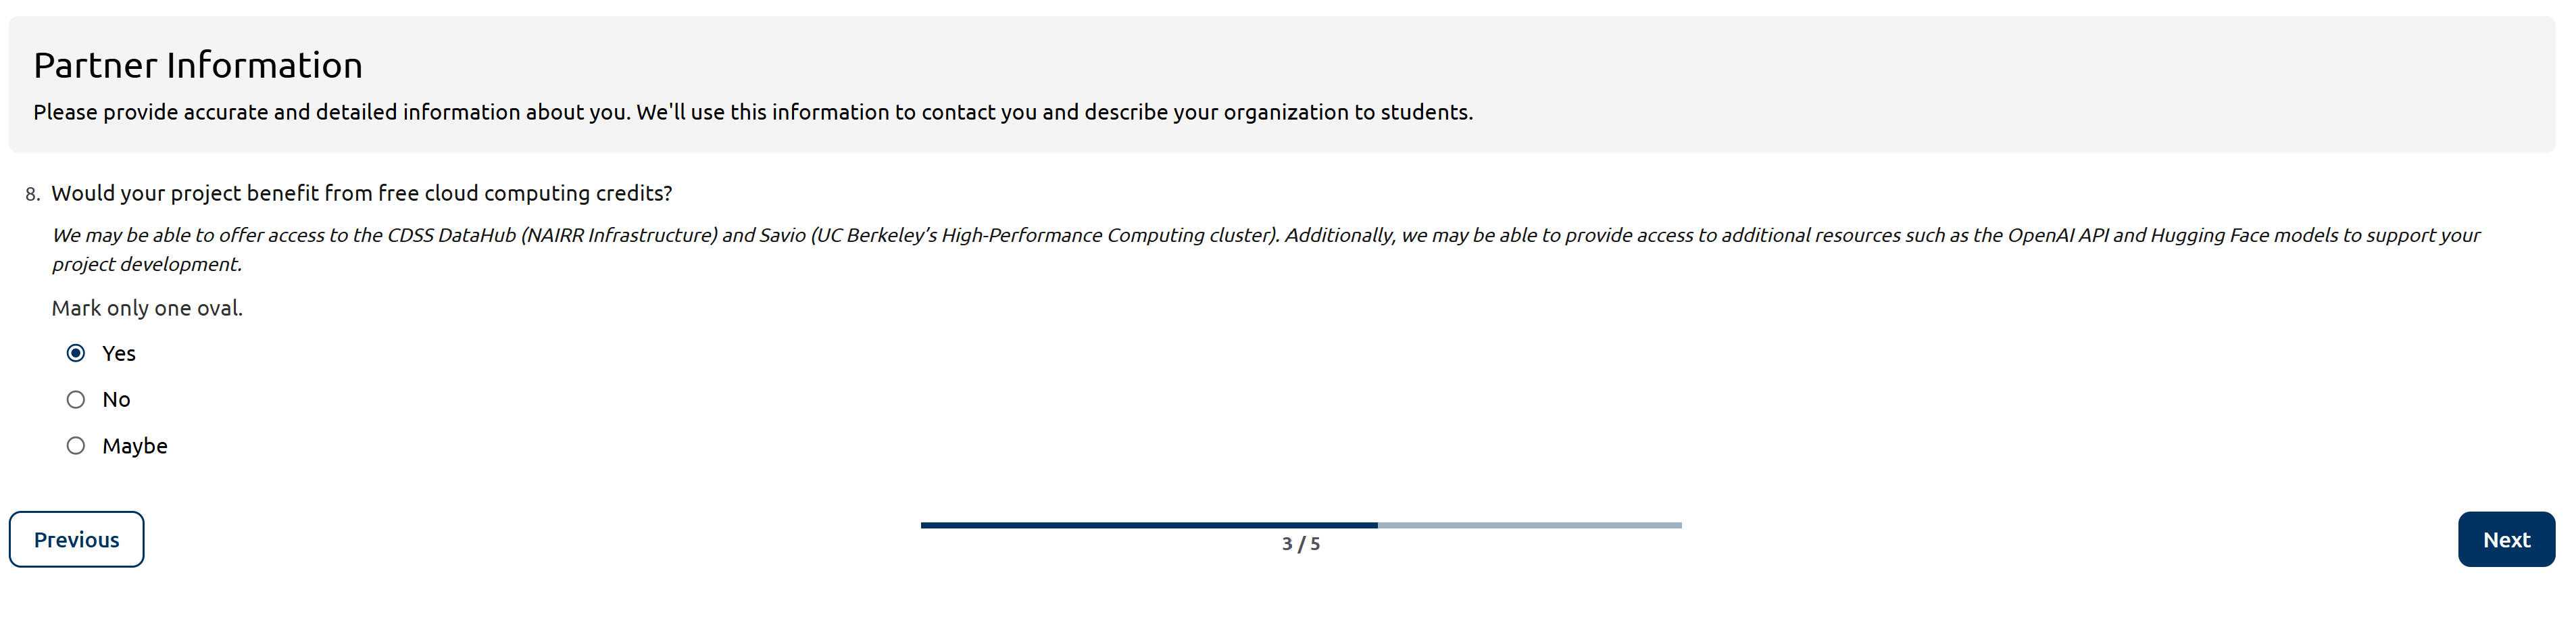 Partner Information
Please provide accurate and detailed information about you. We'll use this information to contact you and describe your organization to students.
8. Would your project benefit from free cloud computing credits?
We may be able to offer access to the CDSS DataHub (NAIRR Infrastructure) and Savio (UC Berkeley’s High-Performance Computing cluster). Additionally, we may be able to provide access to additional resources such as the OpenAI API and Hugging Face models to support your
project development.
Mark only one oval.
Yes
No
Maybe
Previous
3 / 5
Next